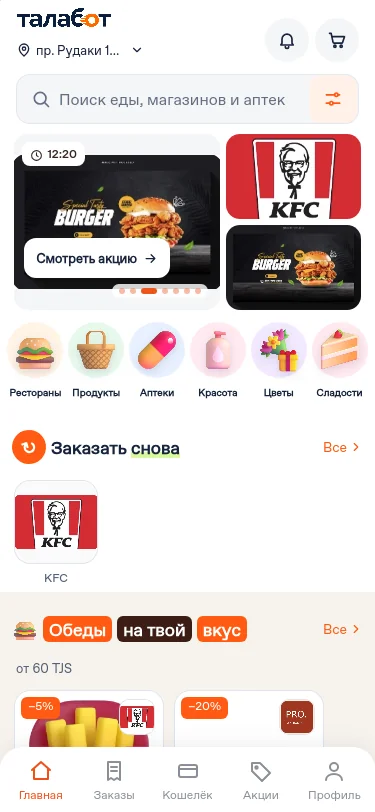 талабот
пр. Рудаки 1...
Поиск еды, магазинов и аптек
12:20
Special Tasty
BURGER
Смотреть акцию →
KFC
Special Tasty
BURGER
Рестораны Продукты Аптеки Красота Цветы Сладости
Заказать снова Все >
KFC
KFC
Обеды на твой вкус Все >
от 60 TJS
–5% KFC –20% PRO.
Главная Заказы Кошелёк Акции Профиль